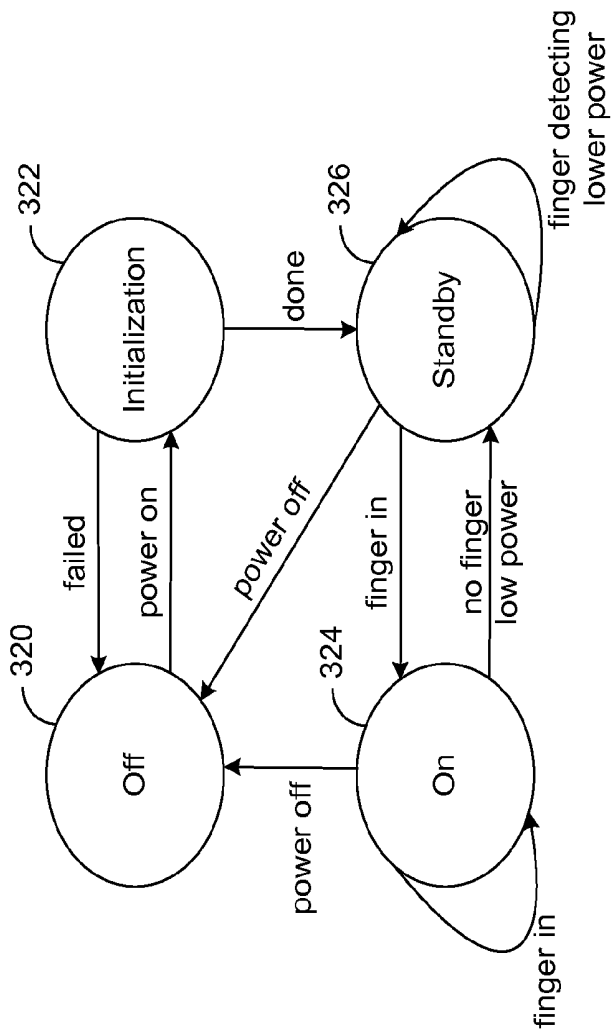 320
Off
failed
power on
322
Initialization
power off
power off
done
324
On
finger in
no finger
low power
326
Standby
finger in
finger detecting
lower power